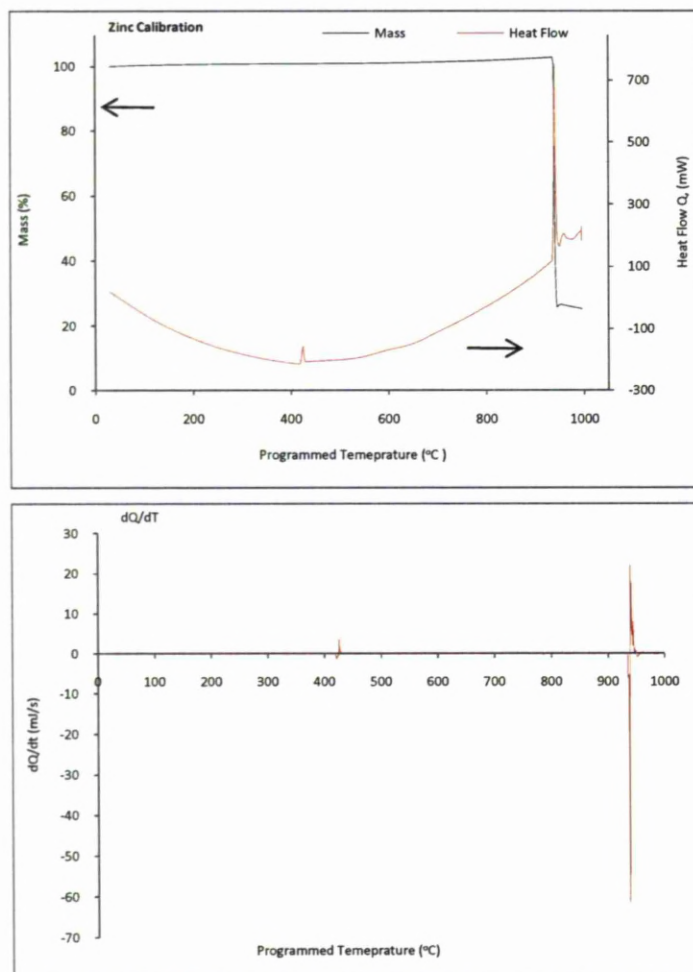 Zinc Calibration
Mass
Heat Flow
100
80
60
40
20
0
Mass (%)
700
500
300
100
-100
-300
Heat Flow Q, (mW)
0 200 400 600 800 1000
Programmed Temeprature (ºC )
dQ/dT
30
20
10
0
-10
-20
-30
-40
-50
-60
-70
dQ/dt (mJ/s)
0 100 200 300 400 500 600 700 800 900 1000
Programmed Temeprature (ºC)